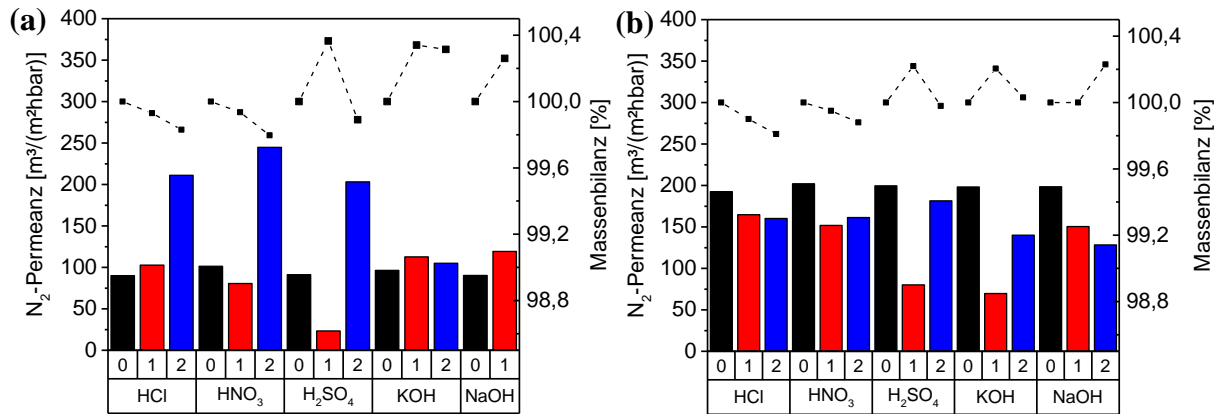 (a)
N₂-Permeanz [m³/(m²hbar)]
400
350
300
250
200
150
100
50
0
100,4
100,0
99,6
99,2
98,8
Massenbilanz [%]
0 1 2 0 1 2 0 1 2 0 1 2 0 1
HCl HNO₃ H₂SO₄ KOH NaOH
(b)
N₂-Permeanz [m³/(m²hbar)]
400
350
300
250
200
150
100
50
0
100,4
100,0
99,6
99,2
98,8
Massenbilanz [%]
0 1 2 0 1 2 0 1 2 0 1 2 0 1 2
HCl HNO₃ H₂SO₄ KOH NaOH